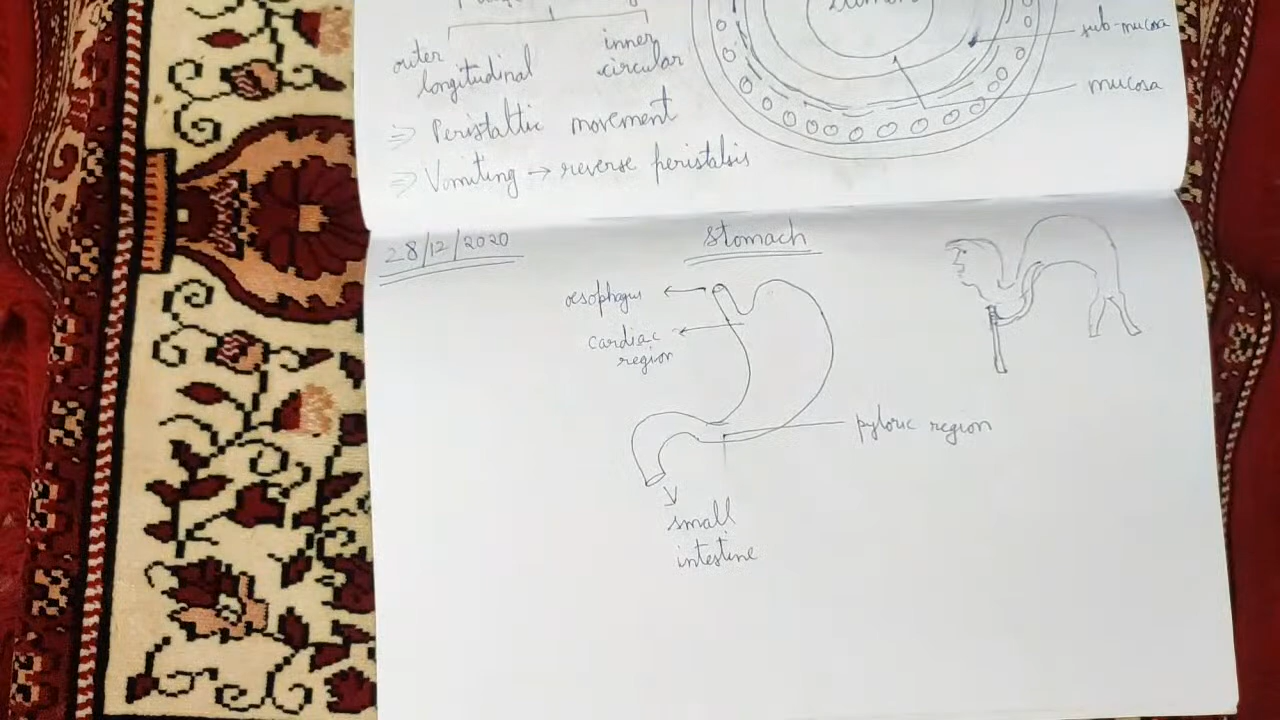 outer
longitudinal
inner
circular
sub-mucosa
mucosa
⇒ Peristaltic movement
⇒ Vomiting → reverse peristalsis
28/12/2020
Stomach
oesophagus
cardiac
region
pyloric region
small
intestine